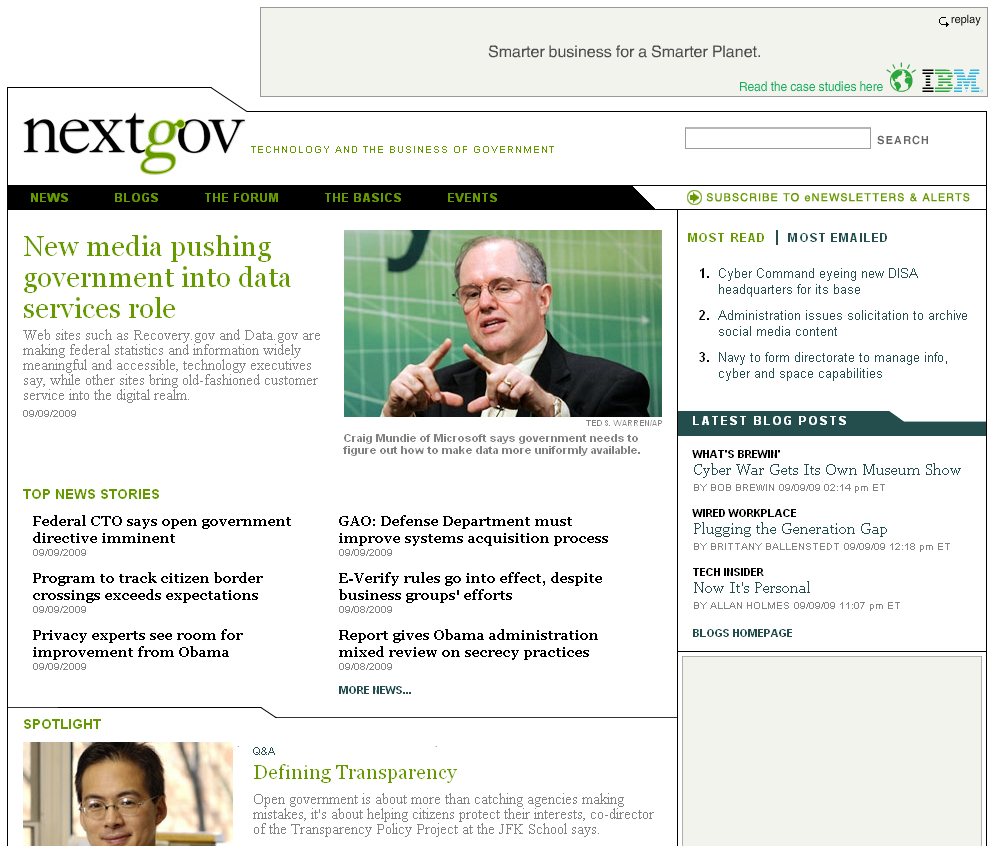 replay
Smarter business for a Smarter Planet.
Read the case studies here
IBM
nextgov
TECHNOLOGY AND THE BUSINESS OF GOVERNMENT
SEARCH
NEWS BLOGS THE FORUM THE BASICS EVENTS
SUBSCRIBE TO eNEWSLETTERS & ALERTS
New media pushing
government into data
services role
Web sites such as Recovery.gov and Data.gov are
making federal statistics and information widely
meaningful and accessible, technology executives
say, while other sites bring old-fashioned customer
service into the digital realm.
09/09/2009
TED S. WARREN/AP
Craig Mundie of Microsoft says government needs to
figure out how to make data more uniformly available.
TOP NEWS STORIES
Federal CTO says open government
directive imminent
09/09/2009
Program to track citizen border
crossings exceeds expectations
09/09/2009
Privacy experts see room for
improvement from Obama
09/09/2009
GAO: Defense Department must
improve systems acquisition process
09/09/2009
E-Verify rules go into effect, despite
business groups' efforts
09/08/2009
Report gives Obama administration
mixed review on secrecy practices
09/08/2009
MORE NEWS...
SPOTLIGHT
Q&A
Defining Transparency
Open government is about more than catching agencies making
mistakes, it's about helping citizens protect their interests, co-director
of the Transparency Policy Project at the JFK School says.
MOST READ | MOST EMAILED
1. Cyber Command eyeing new DISA
headquarters for its base
2. Administration issues solicitation to archive
social media content
3. Navy to form directorate to manage info,
cyber and space capabilities
LATEST BLOG POSTS
WHAT'S BREWIN'
Cyber War Gets Its Own Museum Show
BY BOB BREWIN 09/09/09 02:14 pm ET
WIRED WORKPLACE
Plugging the Generation Gap
BY BRITTANY BALLENSTEDT 09/09/09 12:18 pm ET
TECH INSIDER
Now It's Personal
BY ALLAN HOLMES 09/09/09 11:07 pm ET
BLOGS HOMEPAGE